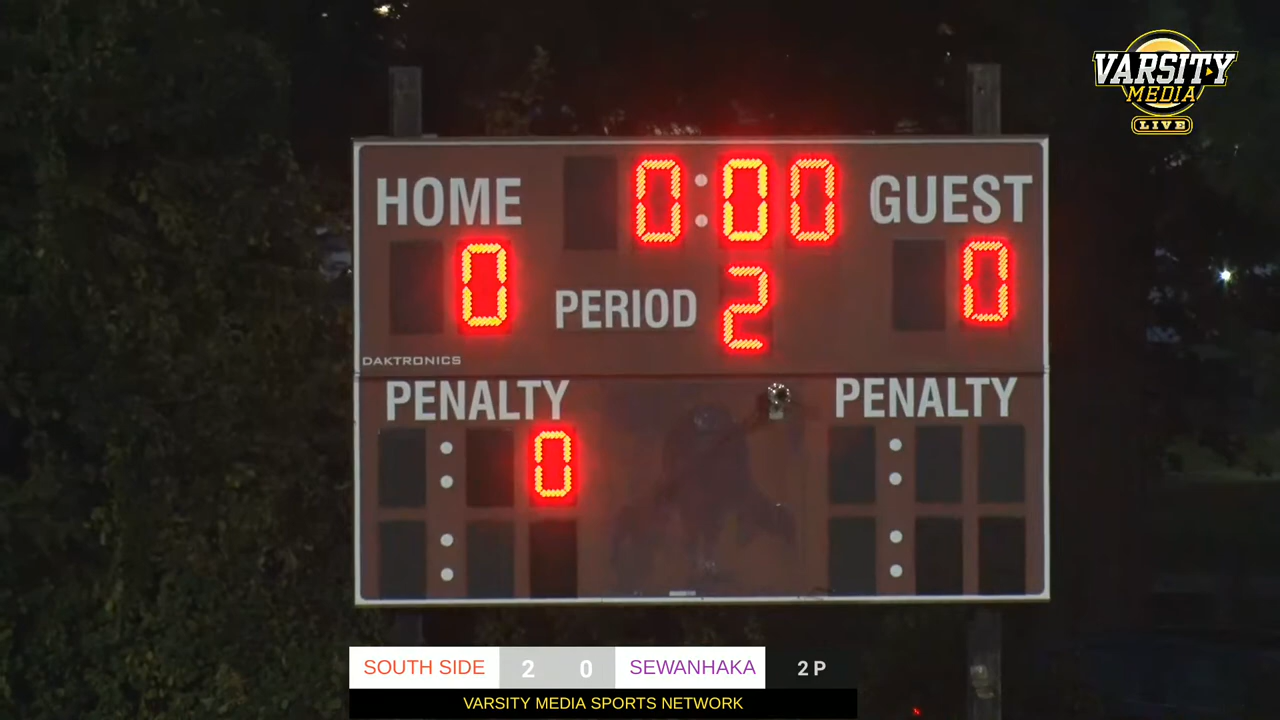 VARSITY
MEDIA
LIVE
HOME 0:00 GUEST
0 PERIOD 2 0
DAKTRONICS
PENALTY PENALTY
0
SOUTH SIDE 2 0 SEWANHAKA 2 P
VARSITY MEDIA SPORTS NETWORK